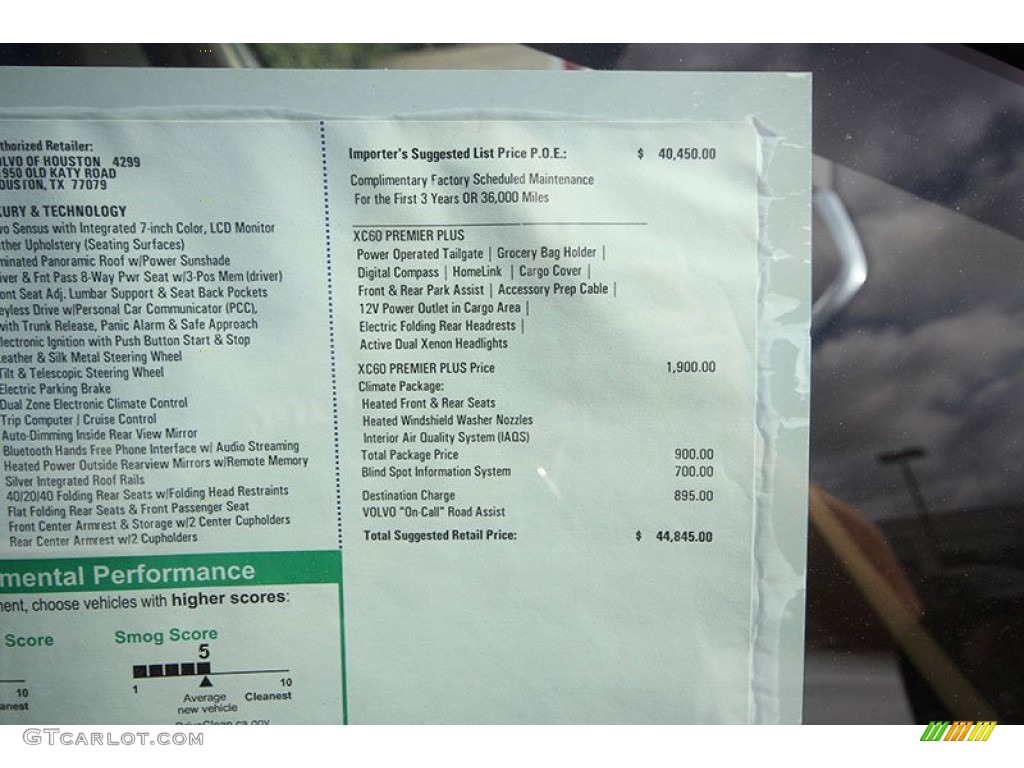 thorized Retailer:
LVO OF HOUSTON 4299
950 OLD KATY ROAD
OUSTON, TX 77079
URY & TECHNOLOGY
vo Sensus with Integrated 7-inch Color, LCD Monitor
ther Upholstery (Seating Surfaces)
minated Panoramic Roof w/Power Sunshade
iver & Fnt Pass 8-Way Pwr Seat w/3-Pos Mem (driver)
ont Seat Adj. Lumbar Support & Seat Back Pockets
eyless Drive w/Personal Car Communicator (PCC),
with Trunk Release, Panic Alarm & Safe Approach
lectronic Ignition with Push Button Start & Stop
eather & Silk Metal Steering Wheel
Tilt & Telescopic Steering Wheel
Electric Parking Brake
Dual Zone Electronic Climate Control
Trip Computer / Cruise Control
Auto-Dimming Inside Rear View Mirror
Bluetooth Hands Free Phone Interface w/ Audio Streaming
Heated Power Outside Rearview Mirrors w/Remote Memory
Silver Integrated Roof Rails
40/20/40 Folding Rear Seats w/Folding Head Restraints
Flat Folding Rear Seats & Front Passenger Seat
Front Center Armrest & Storage w/2 Center Cupholders
Rear Center Armrest w/2 Cupholders
mental Performance
nent, choose vehicles with higher scores:
Score
10
anest
Smog Score
5
1
10
Average
new vehicle
Cleanest
DriveClean.ca.gov
Importer's Suggested List Price P.O.E.: $ 40,450.00
Complimentary Factory Scheduled Maintenance
For the First 3 Years OR 36,000 Miles
XC60 PREMIER PLUS
Power Operated Tailgate | Grocery Bag Holder |
Digital Compass | HomeLink | Cargo Cover |
Front & Rear Park Assist | Accessory Prep Cable |
12V Power Outlet in Cargo Area |
Electric Folding Rear Headrests |
Active Dual Xenon Headlights
XC60 PREMIER PLUS Price 1,900.00
Climate Package:
Heated Front & Rear Seats
Heated Windshield Washer Nozzles
Interior Air Quality System (IAQS)
Total Package Price 900.00
Blind Spot Information System 700.00
Destination Charge 895.00
VOLVO "On-Call" Road Assist
Total Suggested Retail Price: $ 44,845.00
GTCARLOT.COM